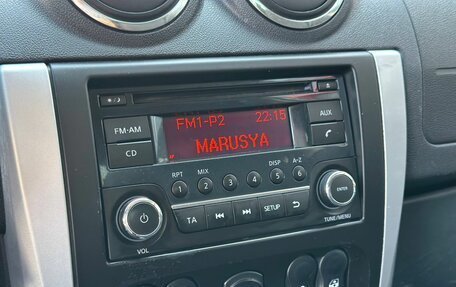 FM1-P2 22:15
MARUSYA
FM-AM
AUX
CD
RPT MIX DISP A-Z
1 2 3 4 5 6
ENTER
TA SETUP
VOL
TUNE/MENU